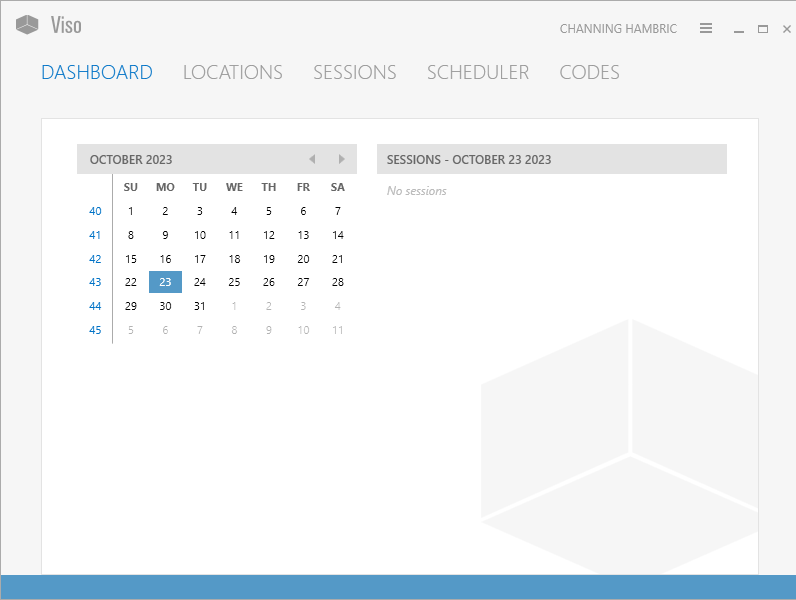 Viso
CHANNING HAMBRIC
DASHBOARD LOCATIONS SESSIONS SCHEDULER CODES
OCTOBER 2023
SU MO TU WE TH FR SA
40 1 2 3 4 5 6 7
41 8 9 10 11 12 13 14
42 15 16 17 18 19 20 21
43 22 23 24 25 26 27 28
44 29 30 31 1 2 3 4
45 5 6 7 8 9 10 11
SESSIONS - OCTOBER 23 2023
No sessions